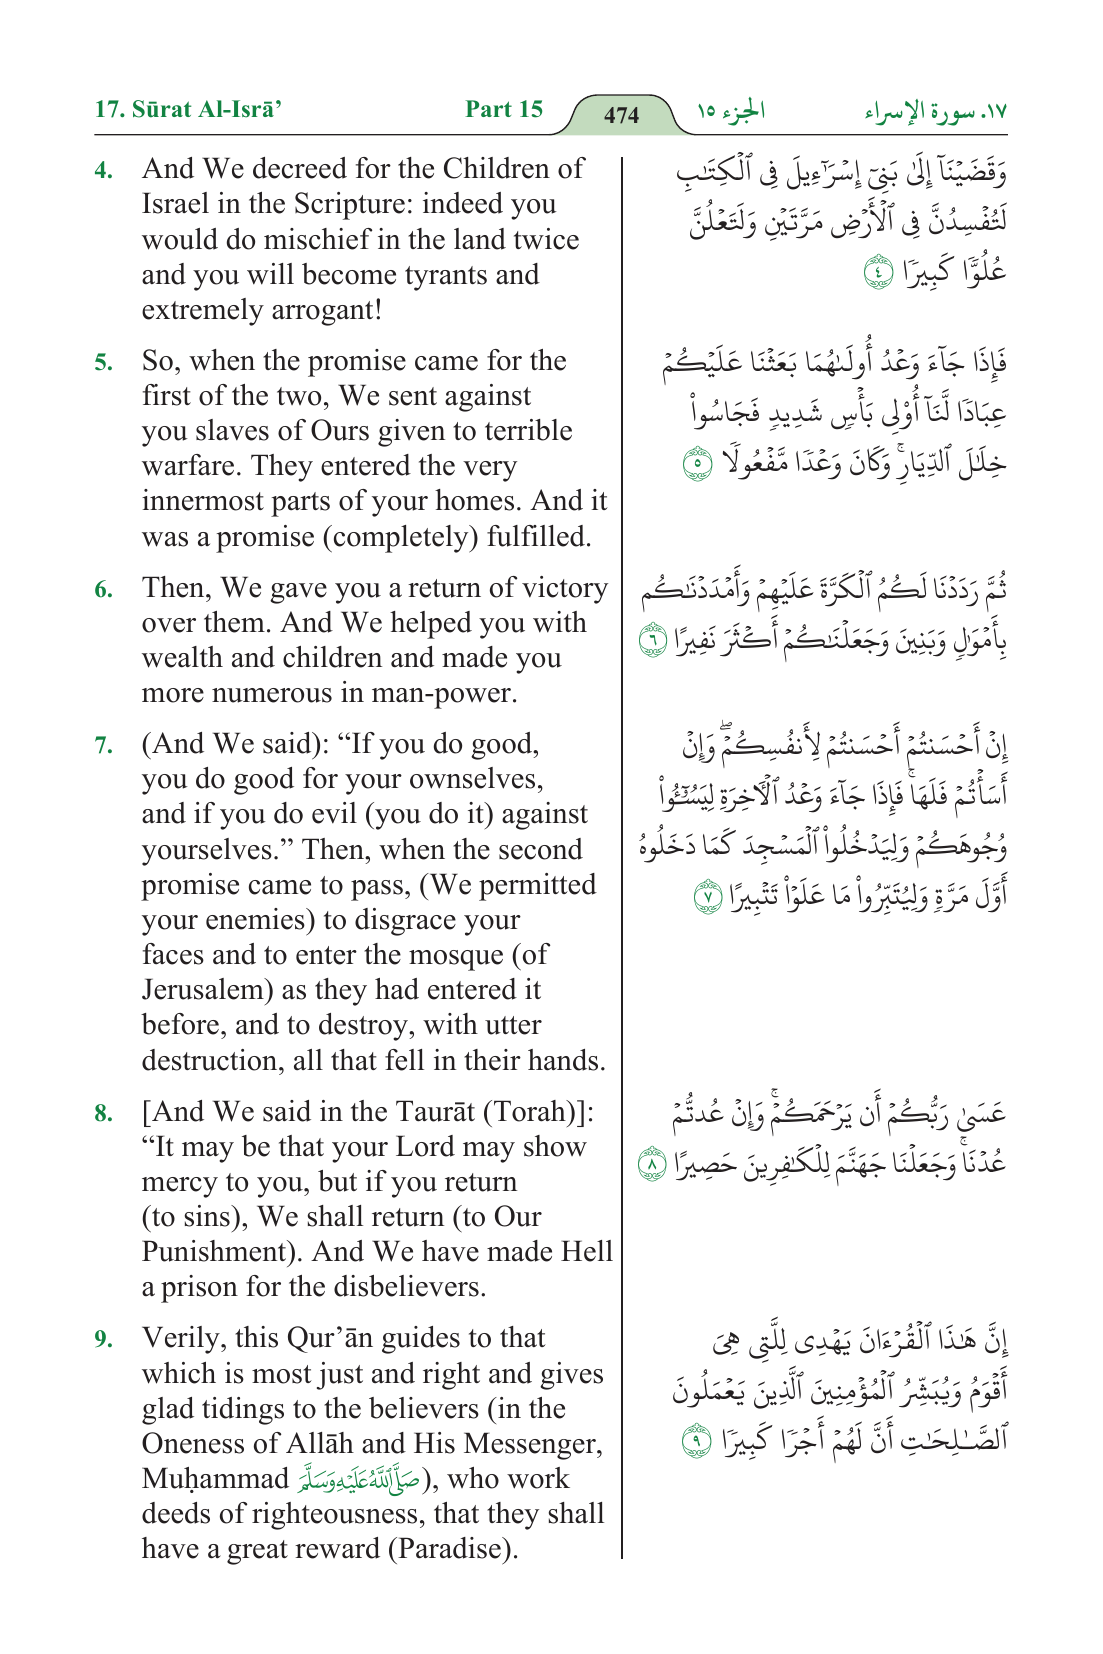 17. Sūrat Al-Isrā’ Part 15 474 الجزء ١٥ ١٧. سورة الإسراء
4. And We decreed for the Children of
Israel in the Scripture: indeed you
would do mischief in the land twice
and you will become tyrants and
extremely arrogant!
وَقَضَيْنَآ إِلَىٰ بَنِىٓ إِسْرَٰٓءِيلَ فِى ٱلْكِتَـٰبِ
لَتُفْسِدُنَّ فِى ٱلْأَرْضِ مَرَّتَيْنِ وَلَتَعْلُنَّ
عُلُوًّا كَبِيرًا ٤
5. So, when the promise came for the
first of the two, We sent against
you slaves of Ours given to terrible
warfare. They entered the very
innermost parts of your homes. And it
was a promise (completely) fulfilled.
فَإِذَا جَآءَ وَعْدُ أُولَىٰهُمَا بَعَثْنَا عَلَيْكُمْ
عِبَادًا لَّنَآ أُو۟لِى بَأْسٍ شَدِيدٍ فَجَاسُوا۟
خِلَـٰلَ ٱلدِّيَارِ ۚ وَكَانَ وَعْدًا مَّفْعُولًا ٥
6. Then, We gave you a return of victory
over them. And We helped you with
wealth and children and made you
more numerous in man-power.
ثُمَّ رَدَدْنَا لَكُمُ ٱلْكَرَّةَ عَلَيْهِمْ وَأَمْدَدْنَـٰكُم
بِأَمْوَٰلٍ وَبَنِينَ وَجَعَلْنَـٰكُمْ أَكْثَرَ نَفِيرًا ٦
7. (And We said): “If you do good,
you do good for your ownselves,
and if you do evil (you do it) against
yourselves.” Then, when the second
promise came to pass, (We permitted
your enemies) to disgrace your
faces and to enter the mosque (of
Jerusalem) as they had entered it
before, and to destroy, with utter
destruction, all that fell in their hands.
إِنْ أَحْسَنتُمْ أَحْسَنتُمْ لِأَنفُسِكُمْ ۖ وَإِنْ
أَسَأْتُمْ فَلَهَا ۚ فَإِذَا جَآءَ وَعْدُ ٱلْـَٔاخِرَةِ لِيَسُـۥٓـُٔوا۟
وُجُوهَكُمْ وَلِيَدْخُلُوا۟ ٱلْمَسْجِدَ كَمَا دَخَلُوهُ
أَوَّلَ مَرَّةٍ وَلِيُتَبِّرُوا۟ مَا عَلَوْا۟ تَتْبِيرًا ٧
8. [And We said in the Taurāt (Torah)]:
“It may be that your Lord may show
mercy to you, but if you return
(to sins), We shall return (to Our
Punishment). And We have made Hell
a prison for the disbelievers.
عَسَىٰ رَبُّكُمْ أَن يَرْحَمَكُمْ ۚ وَإِنْ عُدتُّمْ
عُدْنَا ۘ وَجَعَلْنَا جَهَنَّمَ لِلْكَـٰفِرِينَ حَصِيرًا ٨
9. Verily, this Qur’ān guides to that
which is most just and right and gives
glad tidings to the believers (in the
Oneness of Allāh and His Messenger,
Muḥammad صَلَّى ٱللَّهُ عَلَيْهِ وَسَلَّمَ), who work
deeds of righteousness, that they shall
have a great reward (Paradise).
إِنَّ هَـٰذَا ٱلْقُرْءَانَ يَهْدِى لِلَّتِى هِىَ
أَقْوَمُ وَيُبَشِّرُ ٱلْمُؤْمِنِينَ ٱلَّذِينَ يَعْمَلُونَ
ٱلصَّـٰلِحَـٰتِ أَنَّ لَهُمْ أَجْرًا كَبِيرًا ٩